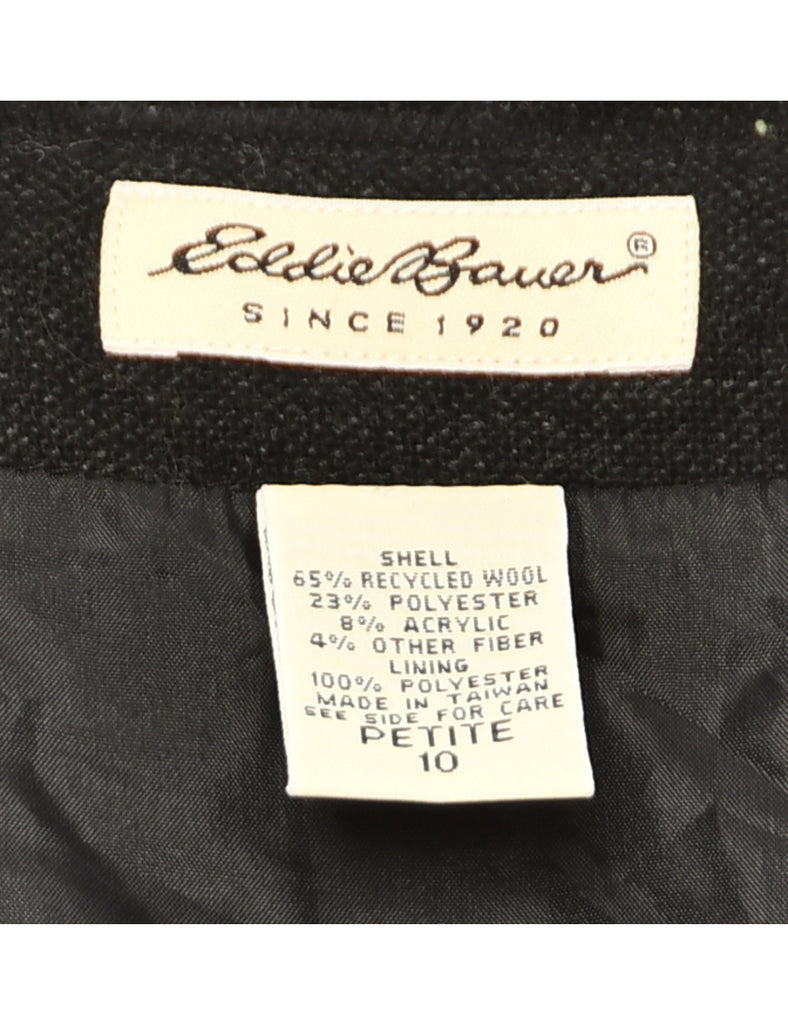 Eddie Bauer®
SINCE 1920
SHELL
65% RECYCLED WOOL
23% POLYESTER
8% ACRYLIC
4% OTHER FIBER
LINING
100% POLYESTER
MADE IN TAIWAN
SEE SIDE FOR CARE
PETITE
10